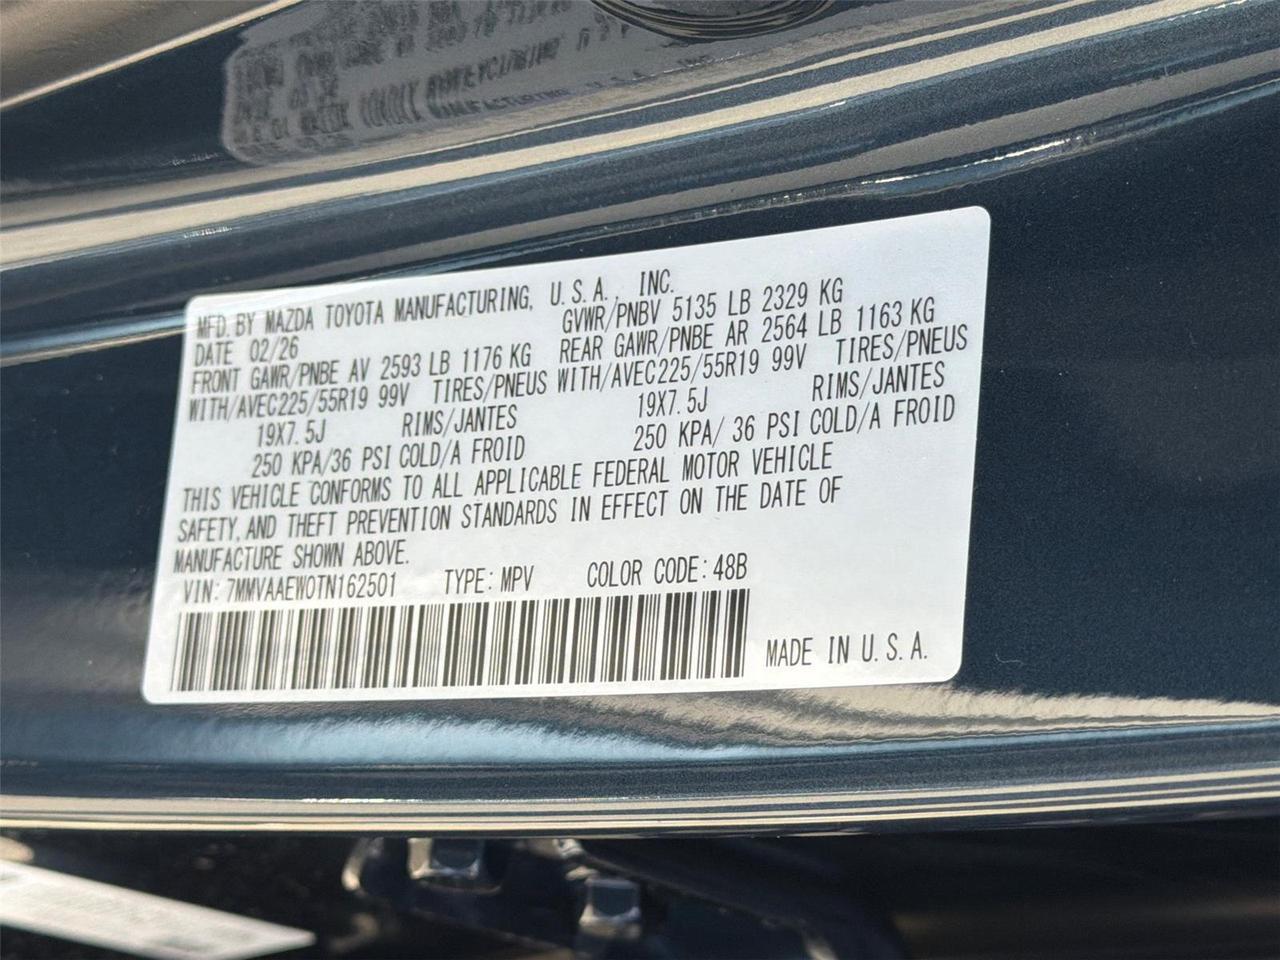 MFD. BY MAZDA TOYOTA MANUFACTURING, U.S.A., INC.
DATE 02/26 GVWR/PNBV 5135 LB 2329 KG
FRONT GAWR/PNBE AV 2593 LB 1176 KG REAR GAWR/PNBE AR 2564 LB 1163 KG
WITH/AVEC225/55R19 99V TIRES/PNEUS WITH/AVEC225/55R19 99V TIRES/PNEUS
19X7.5J RIMS/JANTES 19X7.5J RIMS/JANTES
250 KPA/36 PSI COLD/A FROID 250 KPA/ 36 PSI COLD/A FROID
THIS VEHICLE CONFORMS TO ALL APPLICABLE FEDERAL MOTOR VEHICLE
SAFETY, AND THEFT PREVENTION STANDARDS IN EFFECT ON THE DATE OF
MANUFACTURE SHOWN ABOVE.
VIN: 7MMVAAEW0TN162501 TYPE: MPV COLOR CODE: 48B
MADE IN U.S.A.